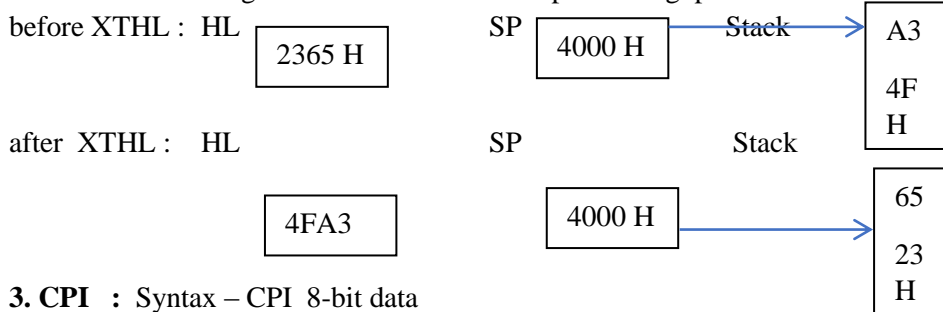 before XTHL : HL SP Stack
2365 H
4000 H
A3
4F
H
after XTHL : HL SP Stack
4FA3
4000 H
65
23
H
3. CPI : Syntax – CPI 8-bit data